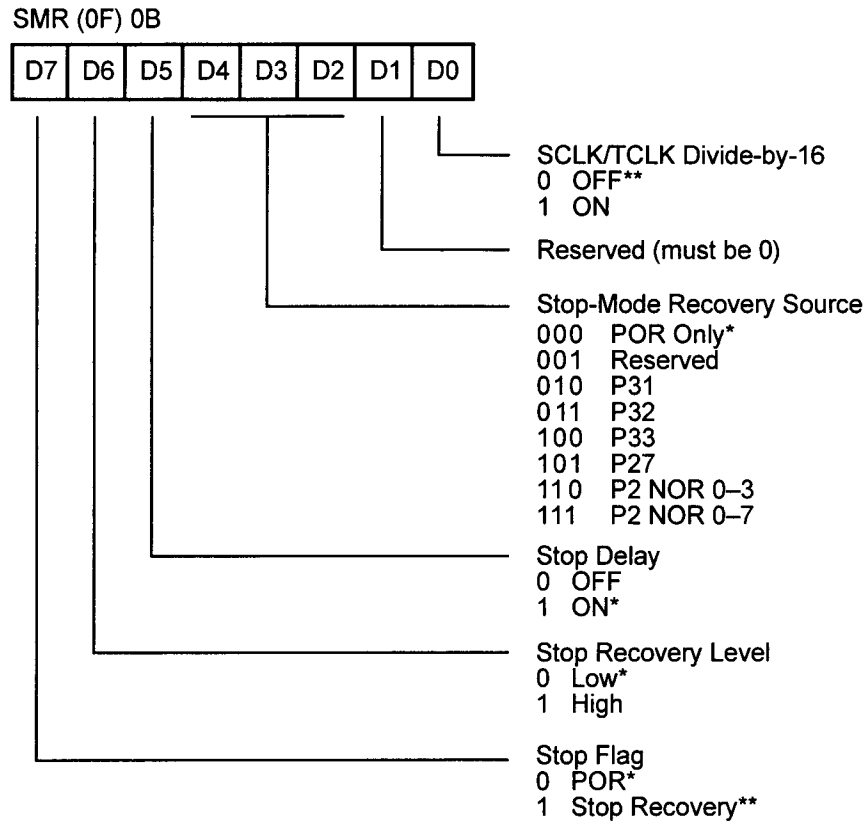 SMR (0F) 0B
D7 D6 D5 D4 D3 D2 D1 D0
SCLK/TCLK Divide-by-16
0 OFF**
1 ON
Reserved (must be 0)
Stop-Mode Recovery Source
000 POR Only*
001 Reserved
010 P31
011 P32
100 P33
101 P27
110 P2 NOR 0–3
111 P2 NOR 0–7
Stop Delay
0 OFF
1 ON*
Stop Recovery Level
0 Low*
1 High
Stop Flag
0 POR*
1 Stop Recovery**